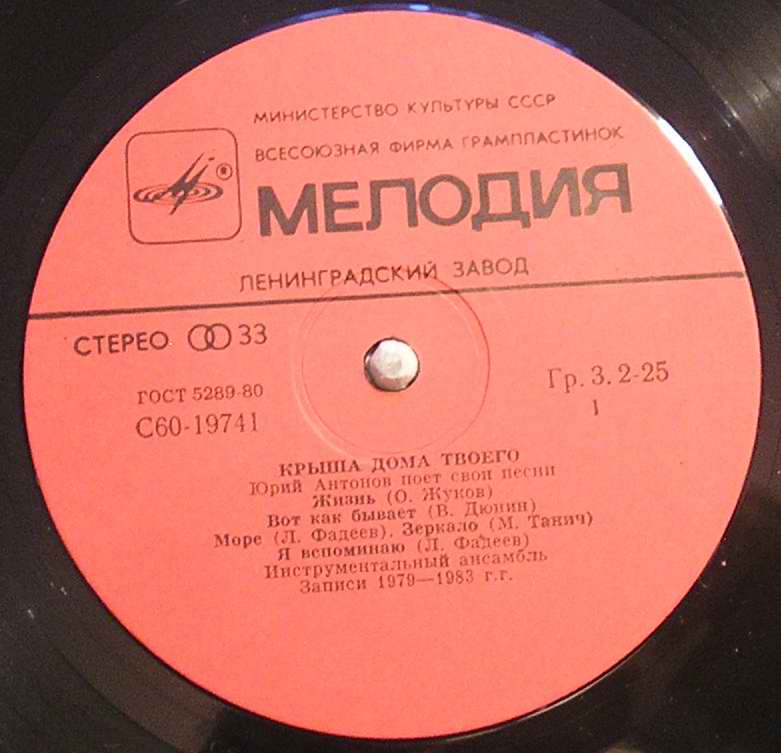 МИНИСТЕРСТВО КУЛЬТУРЫ СССР
ВСЕСОЮЗНАЯ ФИРМА ГРАМПЛАСТИНОК
®
МЕЛОДИЯ
ЛЕНИНГРАДСКИЙ ЗАВОД
СТЕРЕО 33
ГОСТ 5289-80
С60-19741
Гр. 3. 2-25
1
КРЫША ДОМА ТВОЕГО
Юрий Антонов поет свои песни
Жизнь (О. Жуков)
Вот как бывает (В. Дюнин)
Море (Л. Фадеев). Зеркало (М. Танич)
Я вспоминаю (Л. Фадеев)
Инструментальный ансамбль
Записи 1979—1983 г.г.